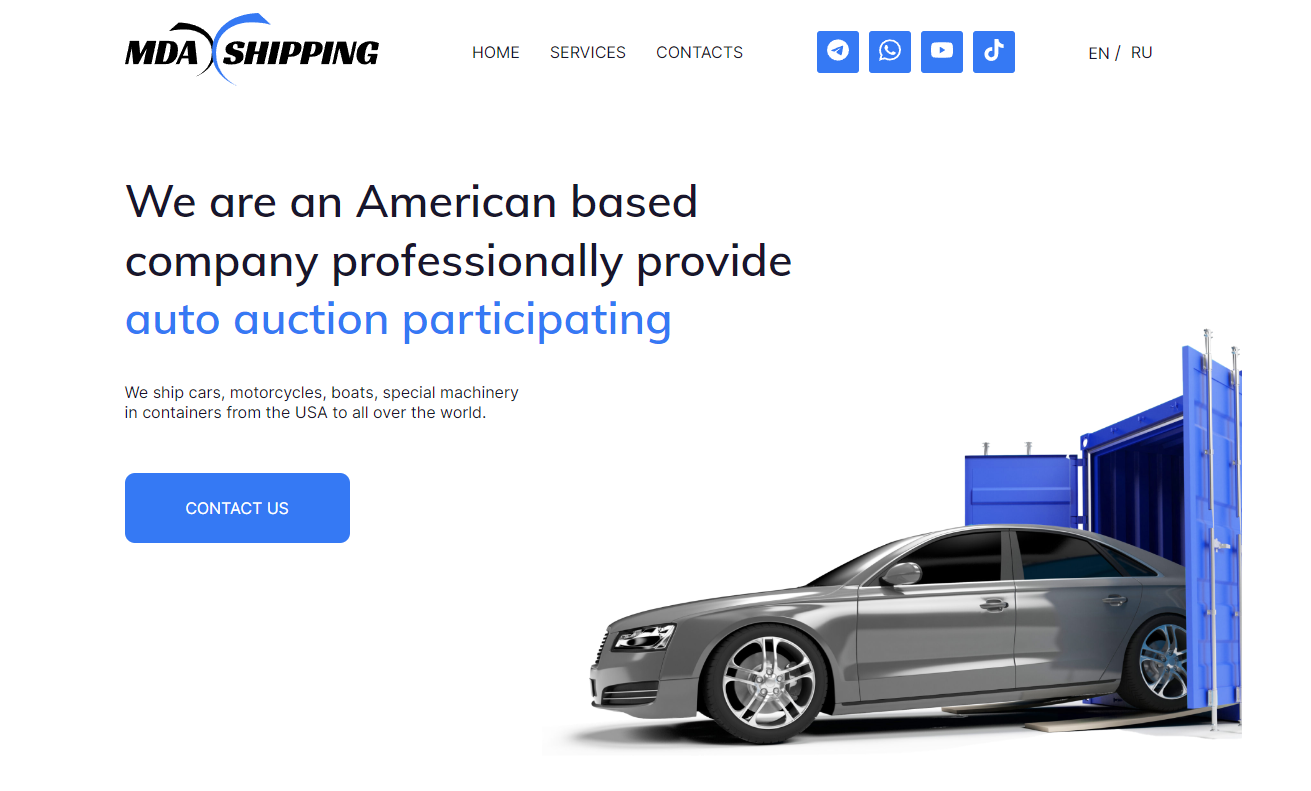 MDA SHIPPING
HOME SERVICES CONTACTS
EN / RU
We are an American based
company professionally provide
auto auction participating
We ship cars, motorcycles, boats, special machinery
in containers from the USA to all over the world.
CONTACT US